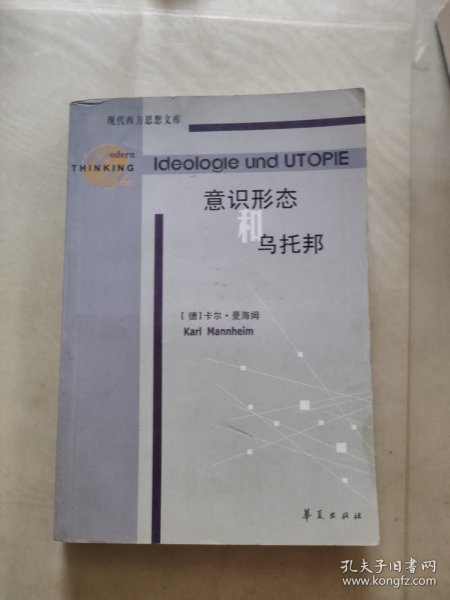 现代西方思想文库
odern
THINKING
Ideologie und UTOPIE
意识形态
和
乌托邦
[德]卡尔·曼海姆
Karl Mannheim
华夏出版社
孔夫子旧书网
www.kongfz.com